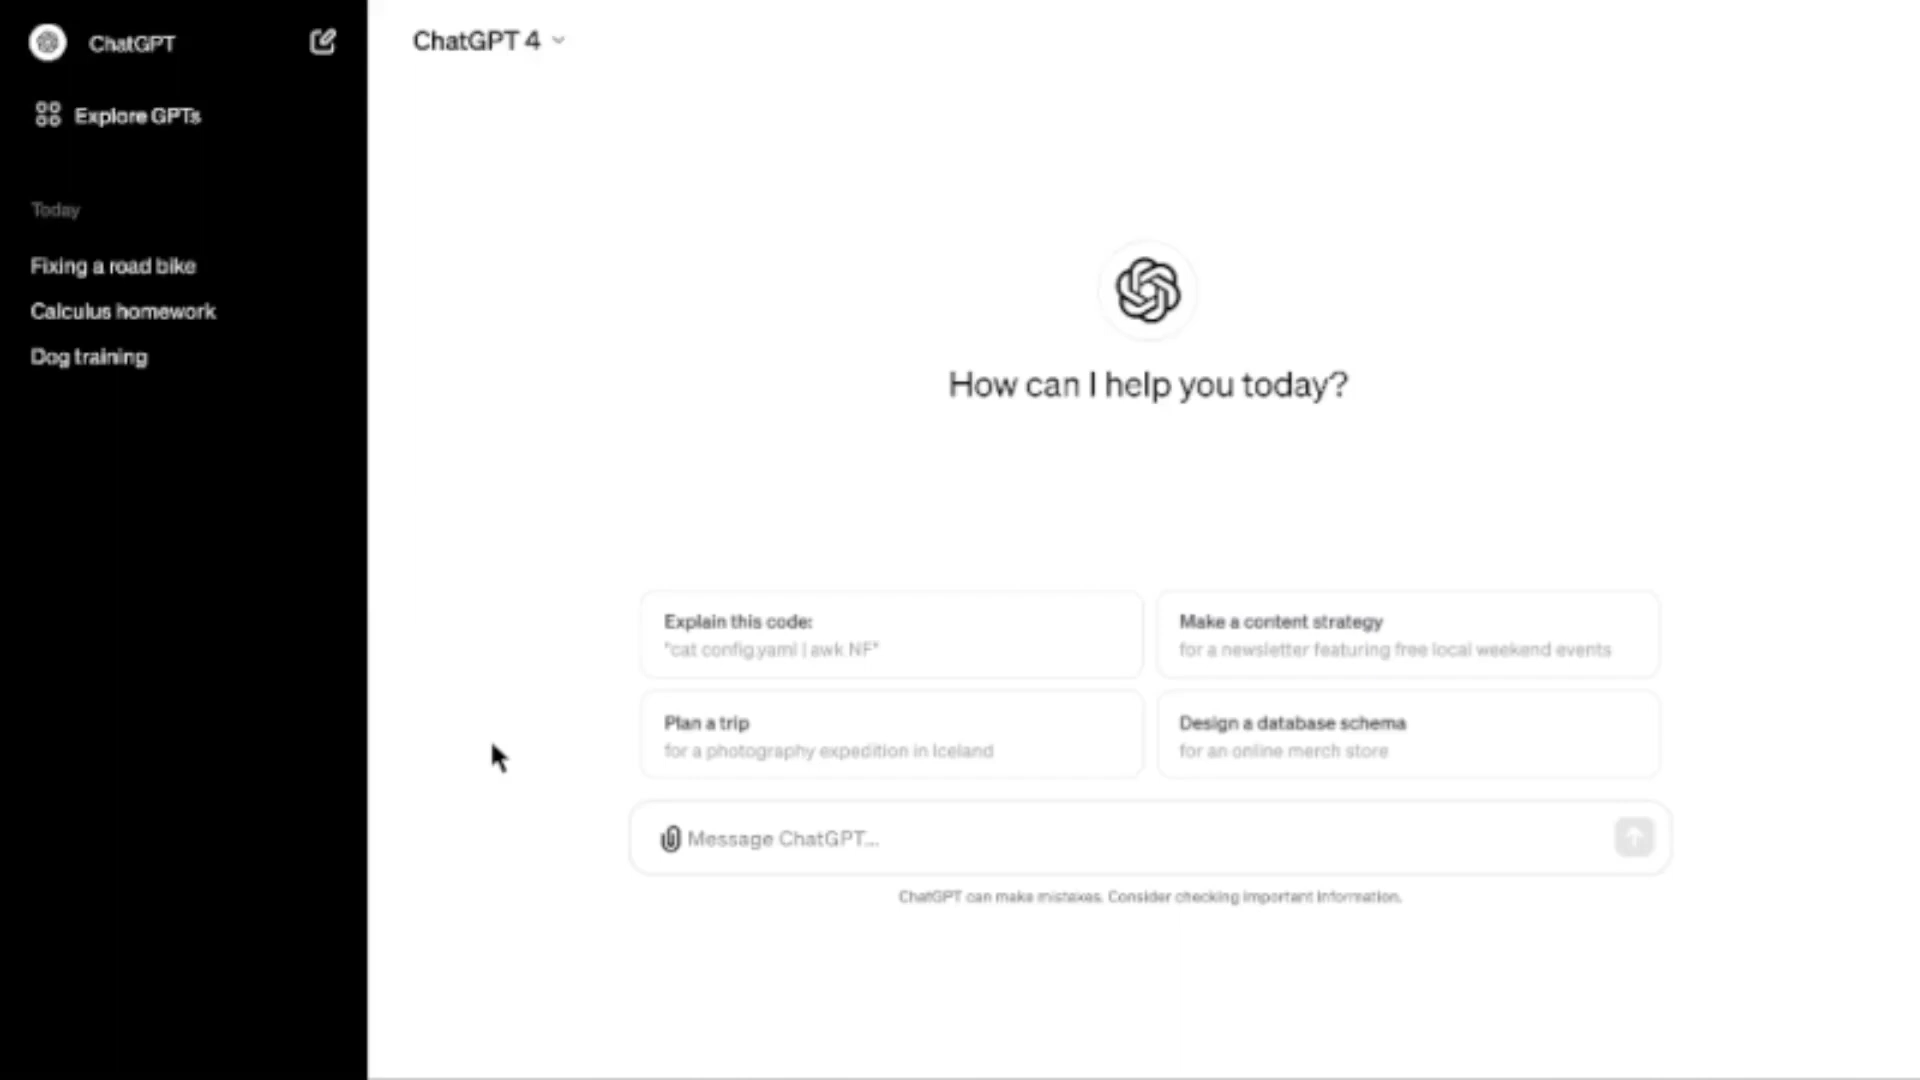 ChatGPT
Explore GPTs
Today
Fixing a road bike
Calculus homework
Dog training
ChatGPT 4
How can I help you today?
Explain this code:
"cat config.yaml | awk NF"
Make a content strategy
for a newsletter featuring free local weekend events
Plan a trip
for a photography expedition in Iceland
Design a database schema
for an online merch store
Message ChatGPT...
ChatGPT can make mistakes. Consider checking important information.